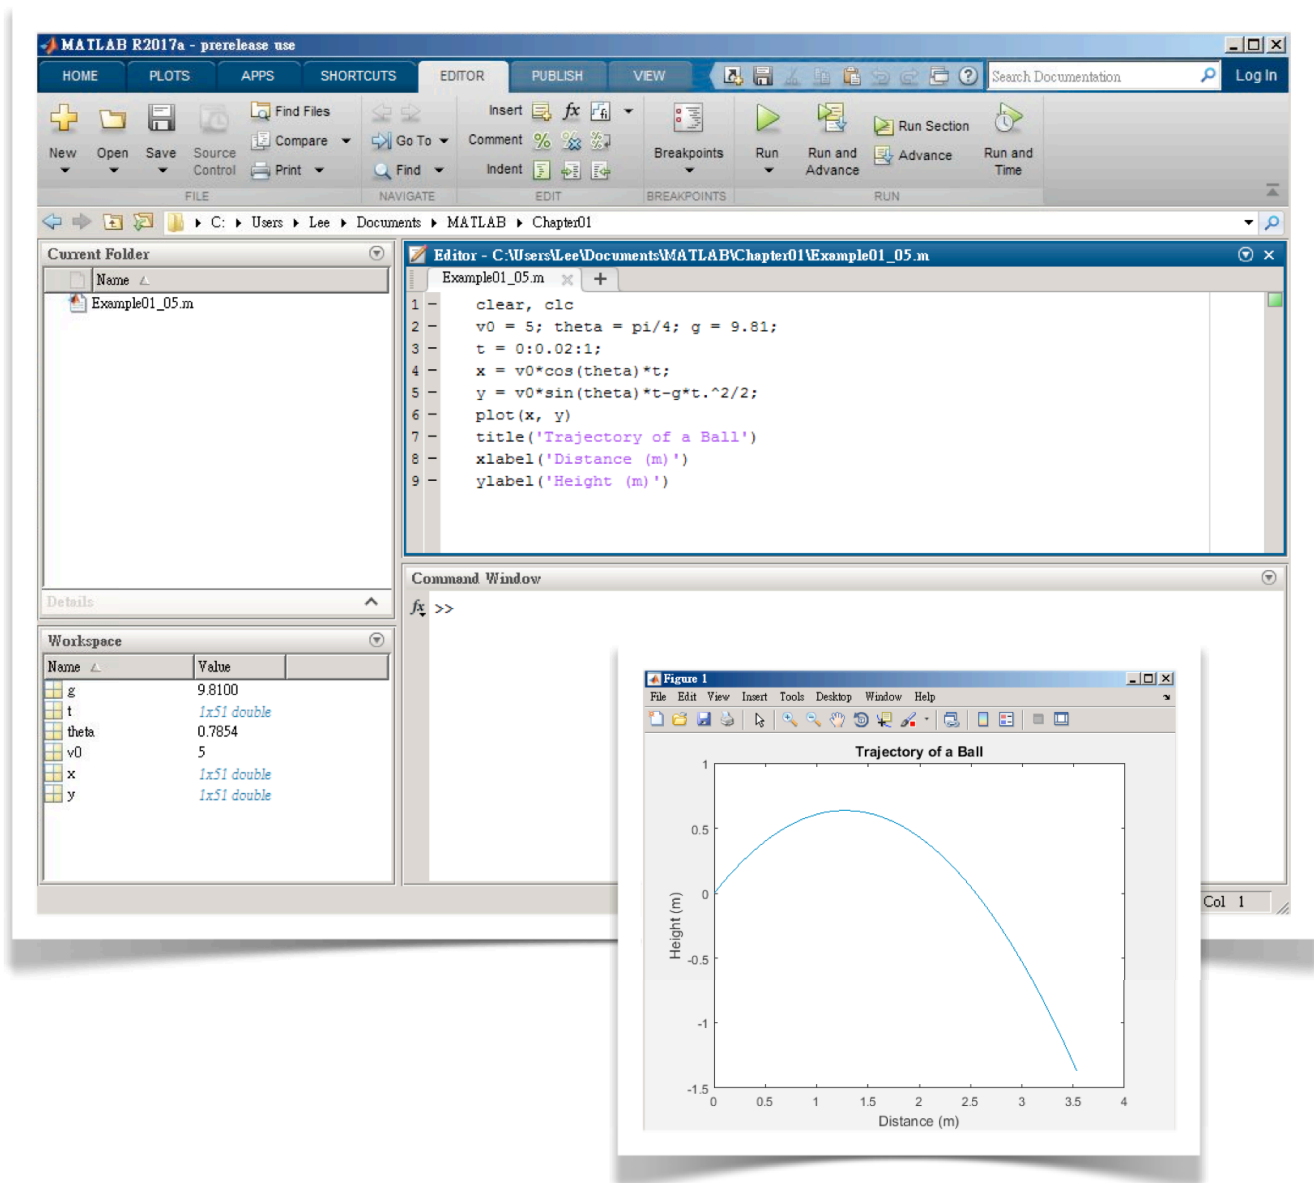 MATLAB R2017a - prerelease use
HOME PLOTS APPS SHORTCUTS EDITOR PUBLISH VIEW Search Documentation Log In
New Open Save Source Control Find Files Compare Print
Go To Find
Insert fx
Comment
Indent
Breakpoints Run Run and Advance Run Section Advance Run and Time
FILE NAVIGATE EDIT BREAKPOINTS RUN
C: Users Lee Documents MATLAB Chapter01
Current Folder
Name
Example01_05.m
Details
Workspace
Name Value
g 9.8100
t 1x51 double
theta 0.7854
v0 5
x 1x51 double
y 1x51 double
Editor - C:\Users\Lee\Documents\MATLAB\Chapter01\Example01_05.m
Example01_05.m
1 - clear, clc
2 - v0 = 5; theta = pi/4; g = 9.81;
3 - t = 0:0.02:1;
4 - x = v0*cos(theta)*t;
5 - y = v0*sin(theta)*t-g*t.^2/2;
6 - plot(x, y)
7 - title('Trajectory of a Ball')
8 - xlabel('Distance (m)')
9 - ylabel('Height (m)')
Command Window
fx >>
Col 1
Figure 1
File Edit View Insert Tools Desktop Window Help
Trajectory of a Ball
1
0.5
0
-0.5
-1
-1.5
Height (m)
0 0.5 1 1.5 2 2.5 3 3.5 4
Distance (m)